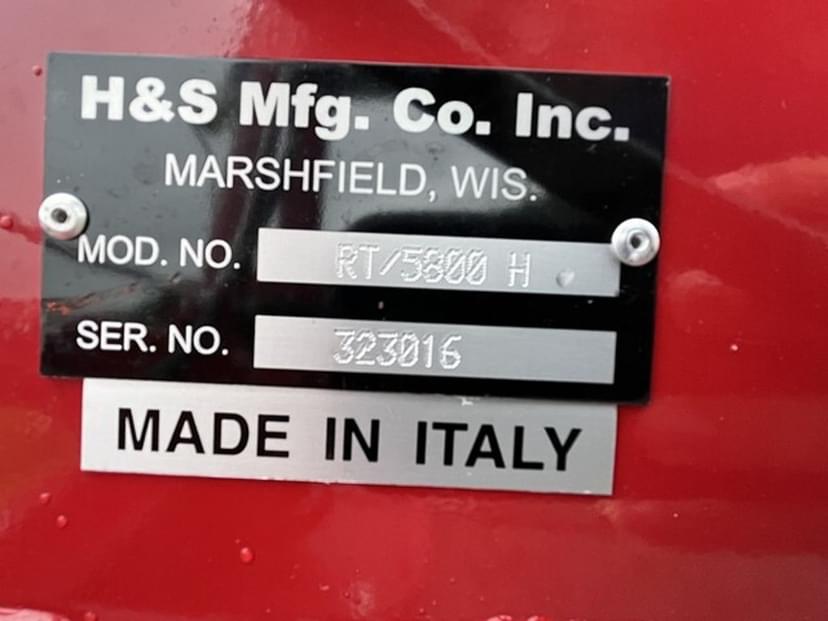 H&S Mfg. Co. Inc.
MARSHFIELD, WIS.
MOD. NO. RT/5800 H
SER. NO. 323016
MADE IN ITALY